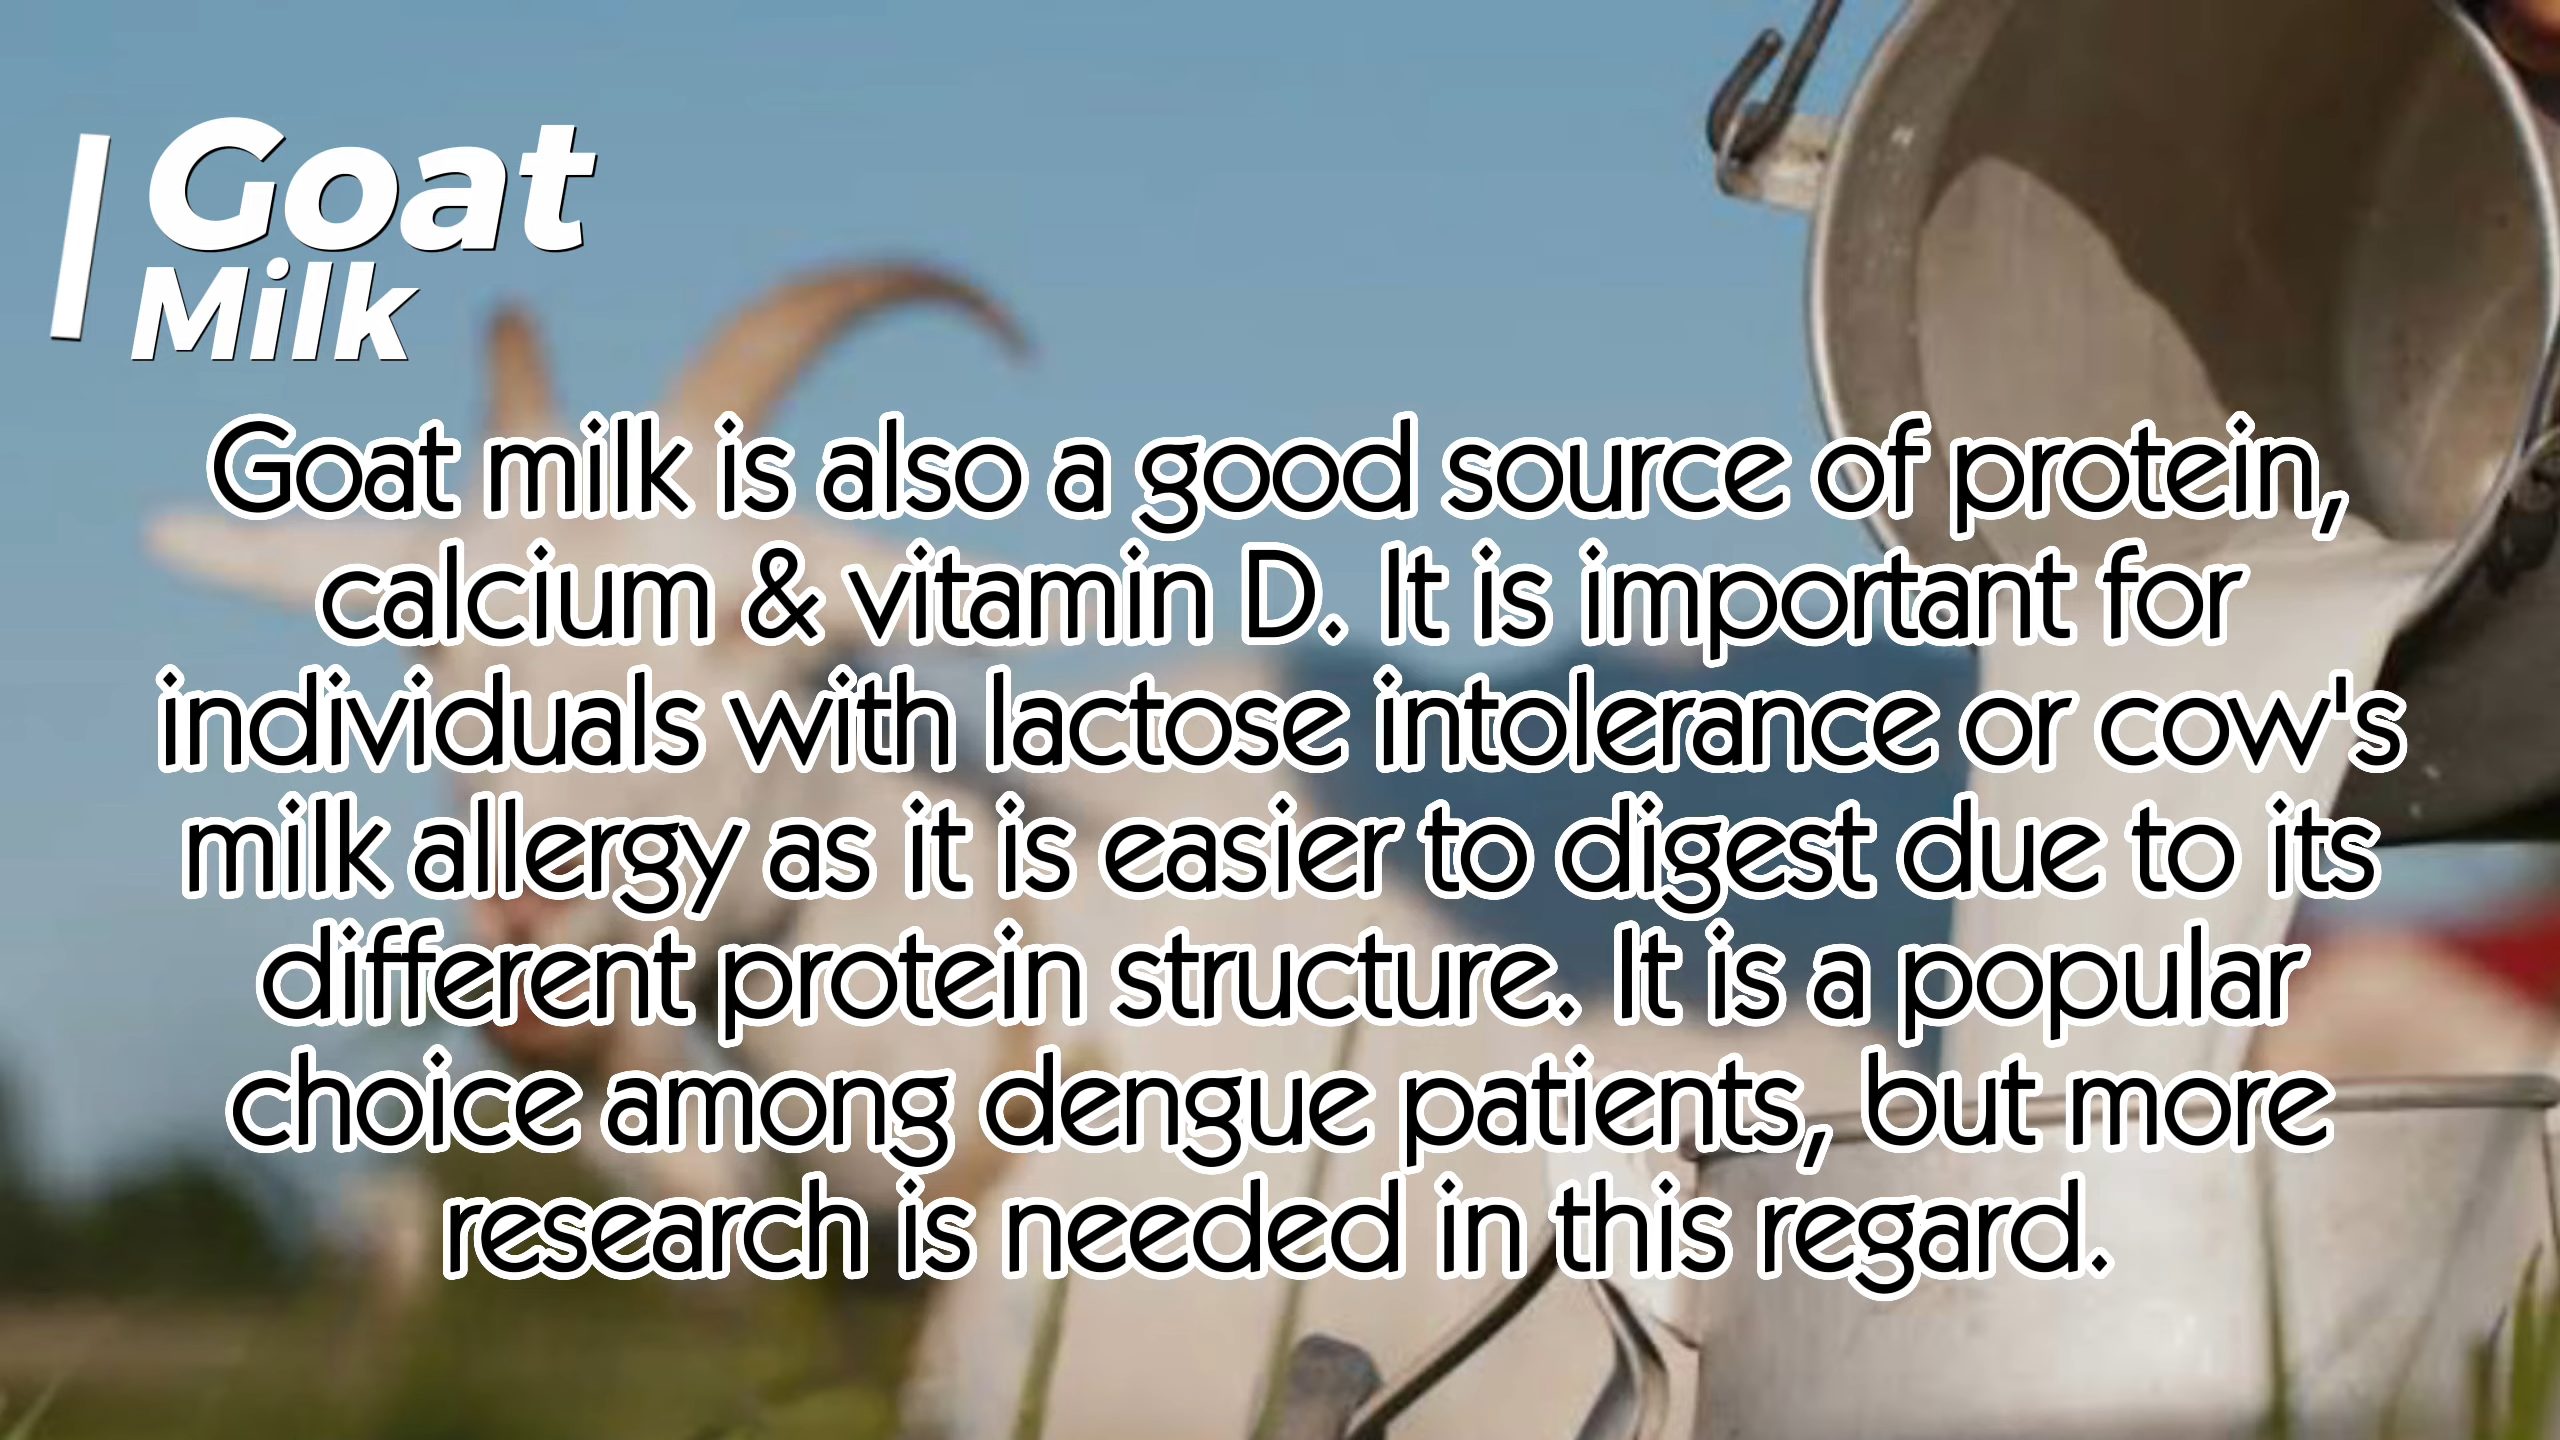 Goat
Milk
Goat milk is also a good source of protein,
calcium & vitamin D. It is important for
individuals with lactose intolerance or cow's
milk allergy as it is easier to digest due to its
different protein structure. It is a popular
choice among dengue patients, but more
research is needed in this regard.